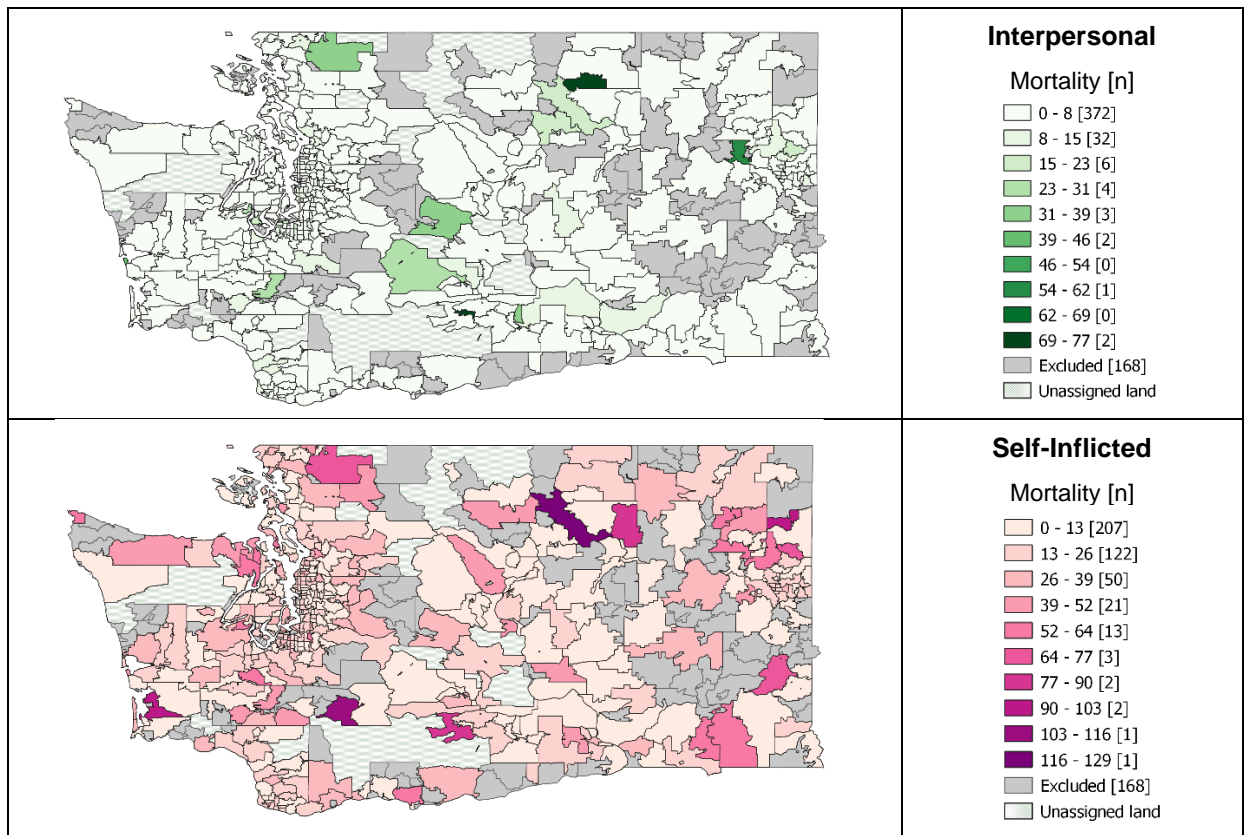 Interpersonal
Mortality [n]
0 - 8 [372]
8 - 15 [32]
15 - 23 [6]
23 - 31 [4]
31 - 39 [3]
39 - 46 [2]
46 - 54 [0]
54 - 62 [1]
62 - 69 [0]
69 - 77 [2]
Excluded [168]
Unassigned land
Self-Inflicted
Mortality [n]
0 - 13 [207]
13 - 26 [122]
26 - 39 [50]
39 - 52 [21]
52 - 64 [13]
64 - 77 [3]
77 - 90 [2]
90 - 103 [2]
103 - 116 [1]
116 - 129 [1]
Excluded [168]
Unassigned land